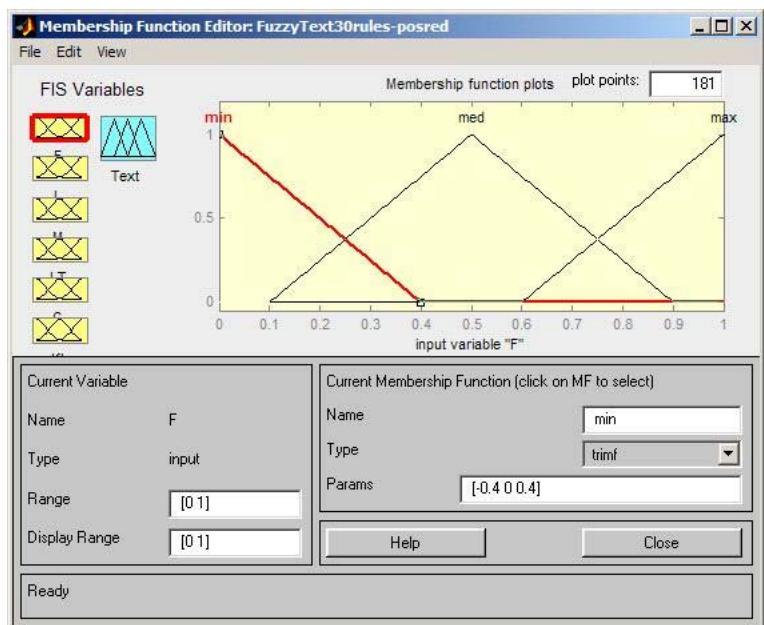 Membership Function Editor: FuzzyText30rules-posred
File Edit View
FIS Variables
Membership function plots
plot points:
181
Text
min
med
max
1
0.5
0
0 0.1 0.2 0.3 0.4 0.5 0.6 0.7 0.8 0.9 1
input variable "F"
Current Variable
Name F
Type input
Range [0 1]
Display Range [0 1]
Current Membership Function (click on MF to select)
Name min
Type trimf
Params [-0.4 0 0.4]
Help Close
Ready